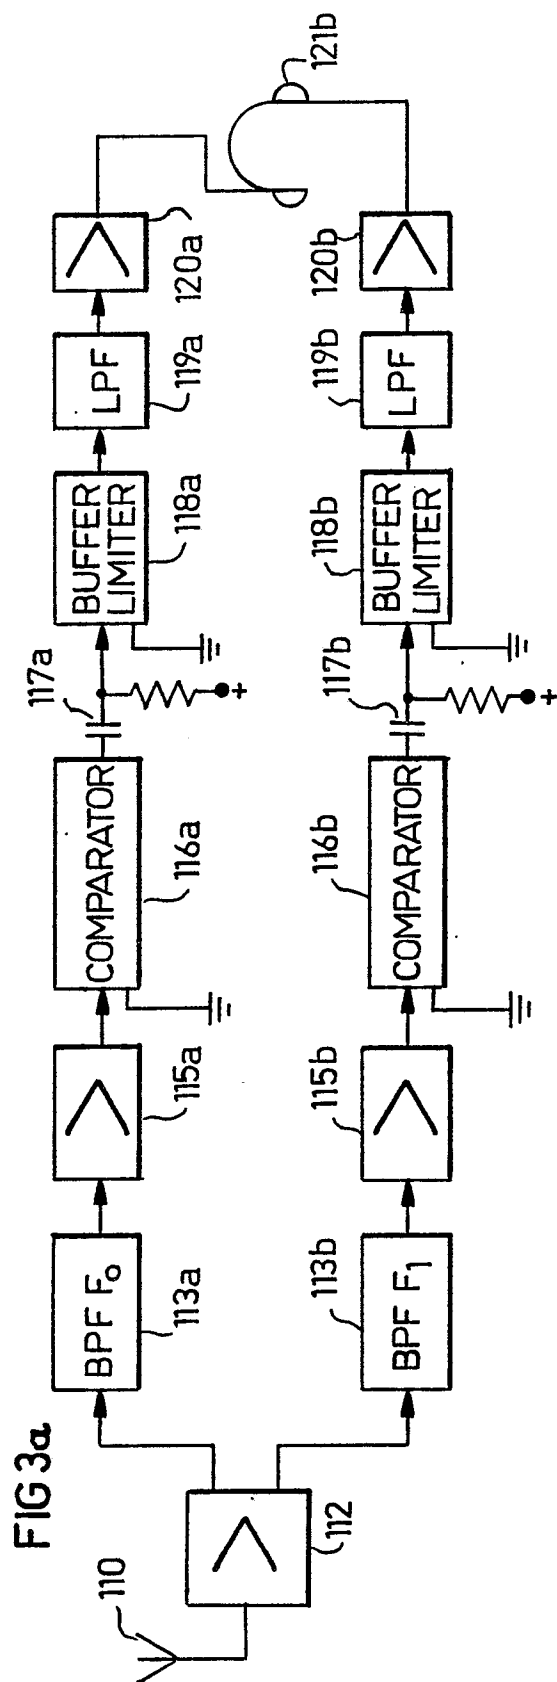 FIG 3a
110
112
BPF F₀
113a
115a
COMPARATOR
116a
117a
+
BUFFER
LIMITER
118a
LPF
119a
120a
121b
BPF F₁
113b
115b
COMPARATOR
116b
117b
+
BUFFER
LIMITER
118b
LPF
119b
120b